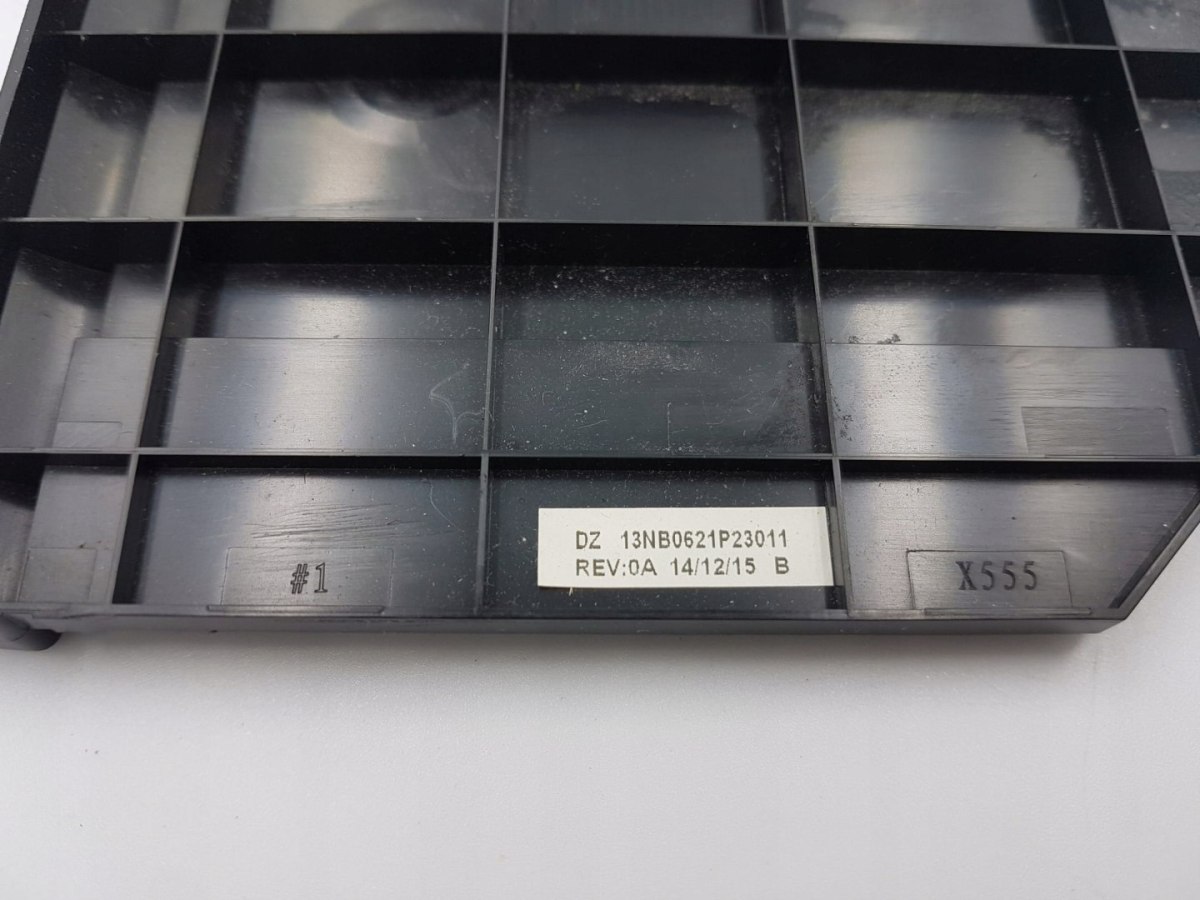 DZ 13NB0621P23011
REV:0A 14/12/15 B
#1
X555